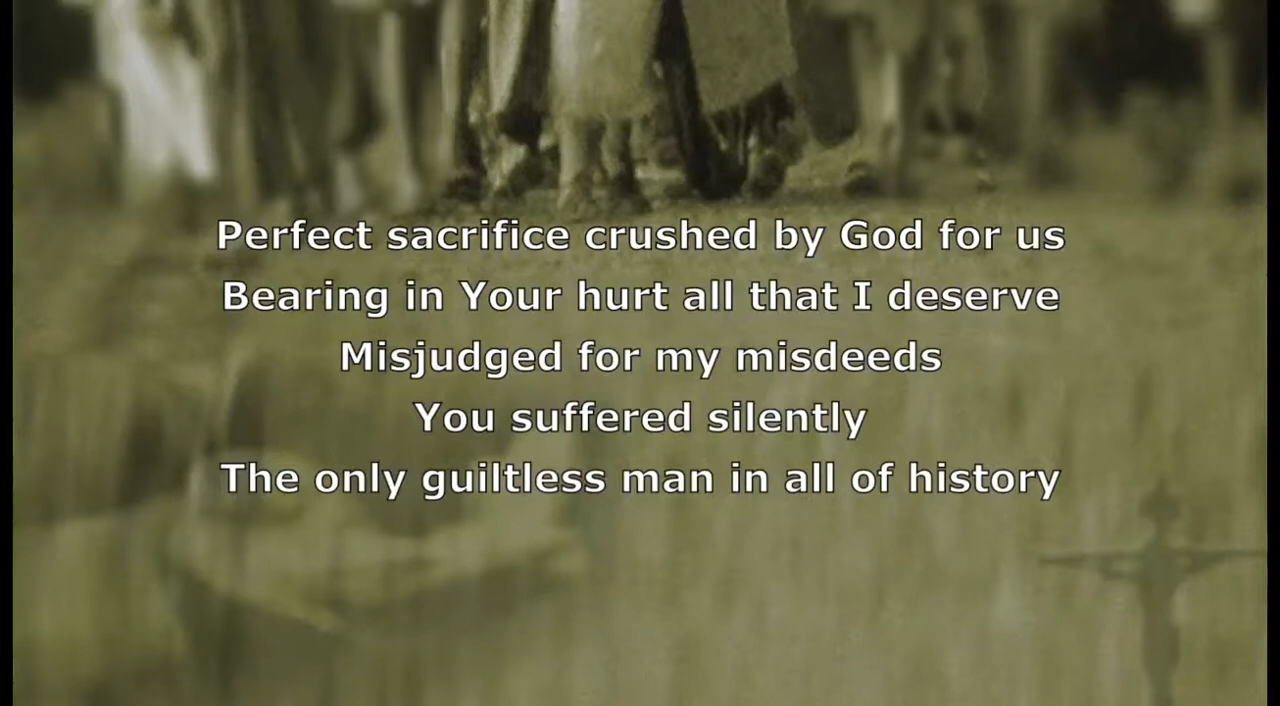 Perfect sacrifice crushed by God for us
Bearing in Your hurt all that I deserve
Misjudged for my misdeeds
You suffered silently
The only guiltless man in all of history